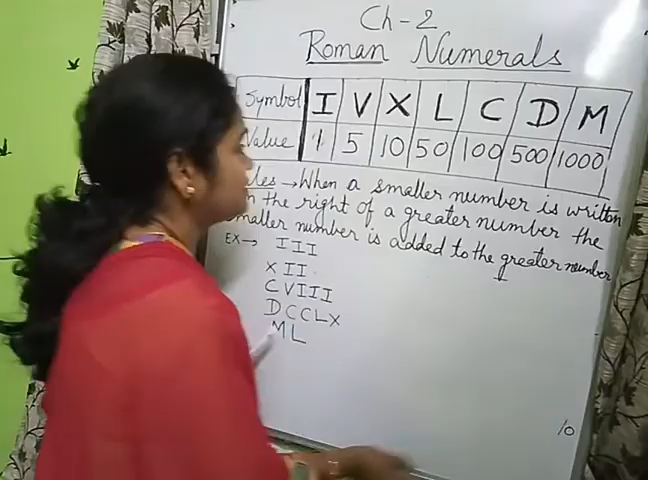 Ch - 2
Roman Numerals
Symbol I V X L C D M
Value 1 5 10 50 100 500 1000
→ When a smaller number is written
the right of a greater number the
smaller number is added to the greater number
EX → III
XII
CVIII
DCCLX
ML
10